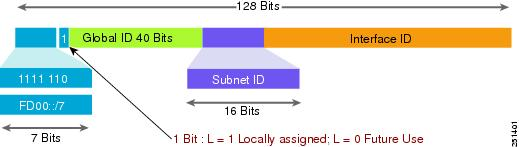 128 Bits
1
Global ID 40 Bits
Interface ID
1111 110
Subnet ID
FD00::/7
16 Bits
7 Bits
1 Bit : L = 1 Locally assigned; L = 0 Future Use